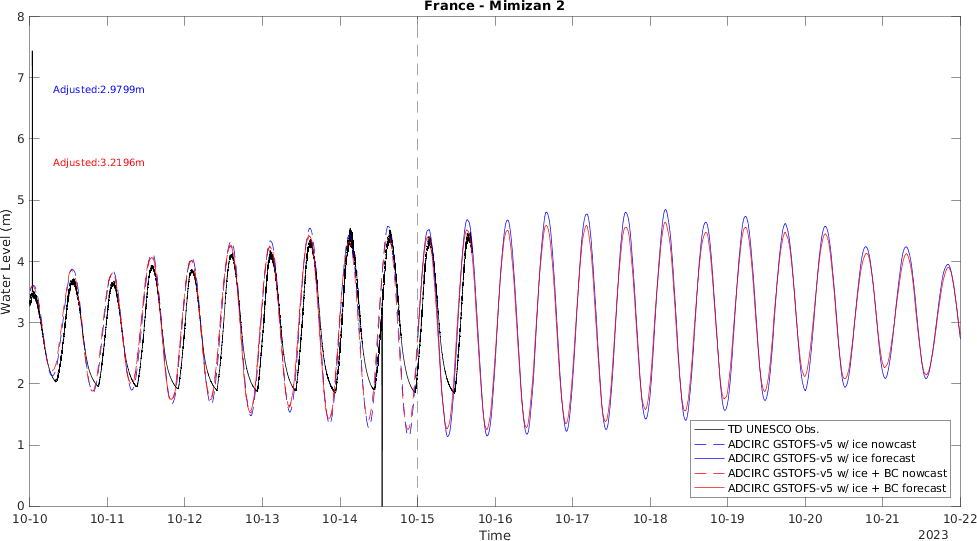 France - Mimizan 2
Water Level (m)
8
7
6
5
4
3
2
1
0
Adjusted:2.9799m
Adjusted:3.2196m
TD UNESCO Obs.
ADCIRC GSTOFS-v5 w/ ice nowcast
ADCIRC GSTOFS-v5 w/ ice forecast
ADCIRC GSTOFS-v5 w/ ice + BC nowcast
ADCIRC GSTOFS-v5 w/ ice + BC forecast
10-10 10-11 10-12 10-13 10-14 10-15 10-16 10-17 10-18 10-19 10-20 10-21 10-22
Time
2023